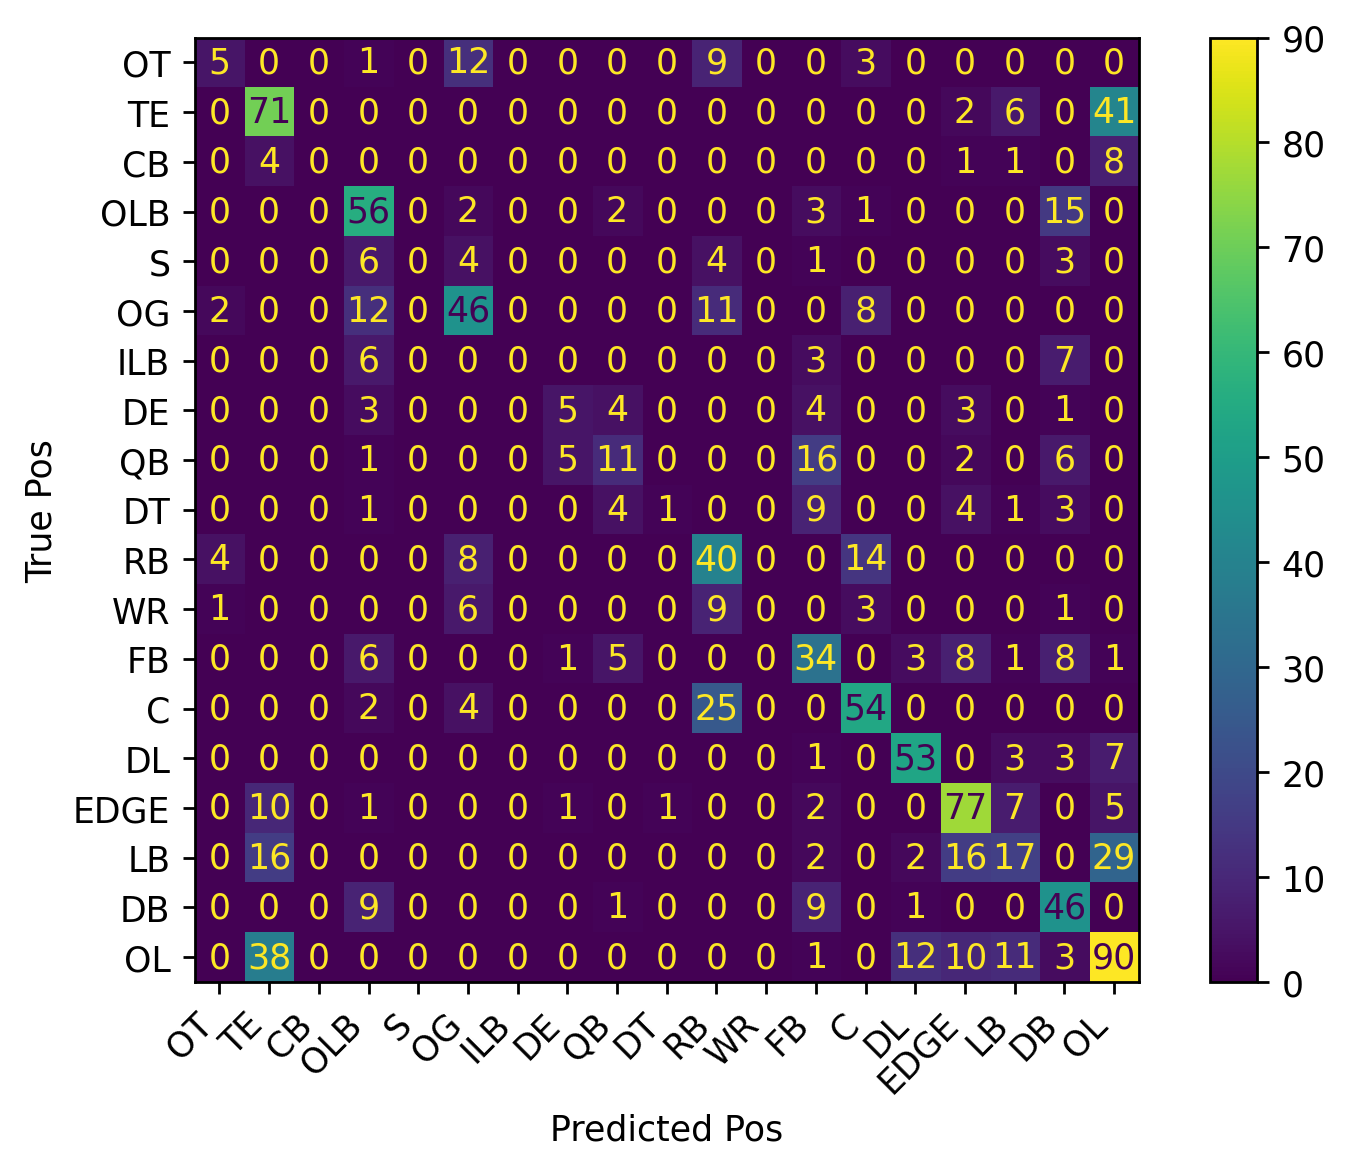 OT 5 0 0 1 0 12 0 0 0 0 9 0 0 3 0 0 0 0 0
TE 0 71 0 0 0 0 0 0 0 0 0 0 0 0 0 2 6 0 41
CB 0 4 0 0 0 0 0 0 0 0 0 0 0 0 0 1 1 0 8
OLB 0 0 0 56 0 2 0 0 2 0 0 0 3 1 0 0 0 15 0
S 0 0 0 6 0 4 0 0 0 0 4 0 1 0 0 0 0 3 0
OG 2 0 0 12 0 46 0 0 0 0 11 0 0 8 0 0 0 0 0
ILB 0 0 0 6 0 0 0 0 0 0 0 0 3 0 0 0 0 7 0
DE 0 0 0 3 0 0 0 5 4 0 0 0 4 0 0 3 0 1 0
QB 0 0 0 1 0 0 0 5 11 0 0 0 16 0 0 2 0 6 0
DT 0 0 0 1 0 0 0 0 4 1 0 0 9 0 0 4 1 3 0
RB 4 0 0 0 0 8 0 0 0 0 40 0 0 14 0 0 0 0 0
WR 1 0 0 0 0 6 0 0 0 0 9 0 0 3 0 0 0 1 0
FB 0 0 0 6 0 0 0 1 5 0 0 0 34 0 3 8 1 8 1
C 0 0 0 2 0 4 0 0 0 0 25 0 0 54 0 0 0 0 0
DL 0 0 0 0 0 0 0 0 0 0 0 0 1 0 53 0 3 3 7
EDGE 0 10 0 1 0 0 0 1 0 1 0 0 2 0 0 77 7 0 5
LB 0 16 0 0 0 0 0 0 0 0 0 0 2 0 2 16 17 0 29
DB 0 0 0 9 0 0 0 0 1 0 0 0 9 0 1 0 0 46 0
OL 0 38 0 0 0 0 0 0 0 0 0 0 1 0 12 10 11 3 90
OT TE CB OLB S OG ILB DE QB DT RB WR FB C DL EDGE LB DB OL
Predicted Pos
True Pos
90
80
70
60
50
40
30
20
10
0